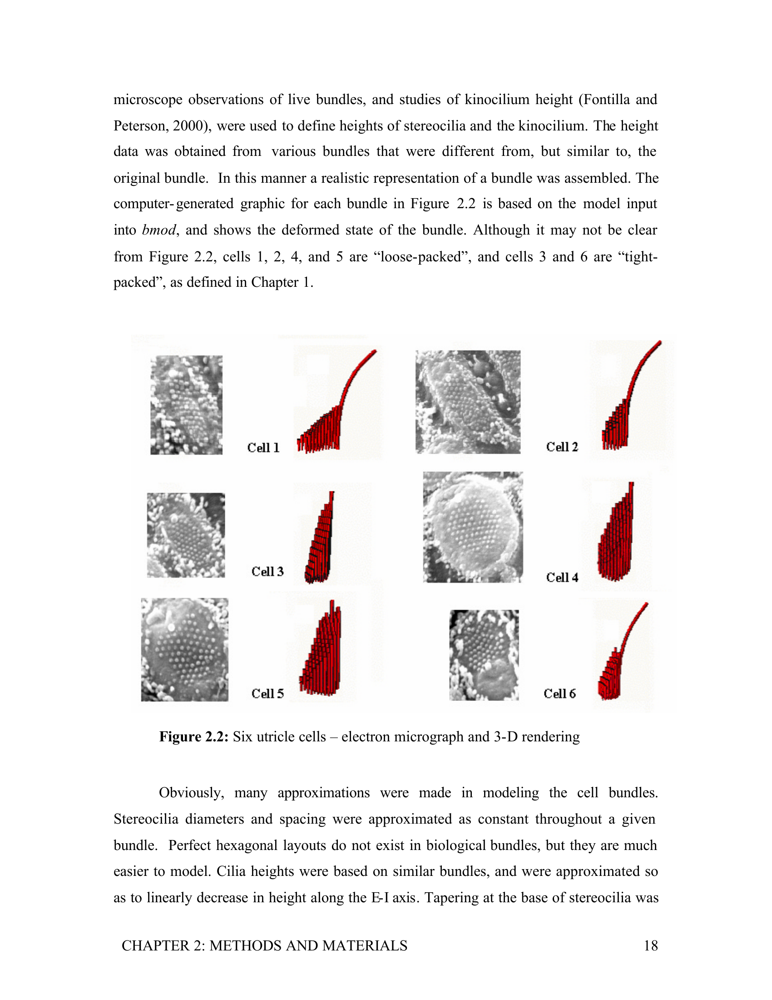 microscope observations of live bundles, and studies of kinocilium height (Fontilla and
Peterson, 2000), were used to define heights of stereocilia and the kinocilium. The height
data was obtained from various bundles that were different from, but similar to, the
original bundle. In this manner a realistic representation of a bundle was assembled. The
computer-generated graphic for each bundle in Figure 2.2 is based on the model input
into bmod, and shows the deformed state of the bundle. Although it may not be clear
from Figure 2.2, cells 1, 2, 4, and 5 are “loose-packed”, and cells 3 and 6 are “tight-
packed”, as defined in Chapter 1.
Cell 1
Cell 2
Cell 3
Cell 4
Cell 5
Cell 6
Figure 2.2: Six utricle cells – electron micrograph and 3-D rendering
Obviously, many approximations were made in modeling the cell bundles.
Stereocilia diameters and spacing were approximated as constant throughout a given
bundle. Perfect hexagonal layouts do not exist in biological bundles, but they are much
easier to model. Cilia heights were based on similar bundles, and were approximated so
as to linearly decrease in height along the E-I axis. Tapering at the base of stereocilia was
CHAPTER 2: METHODS AND MATERIALS 18